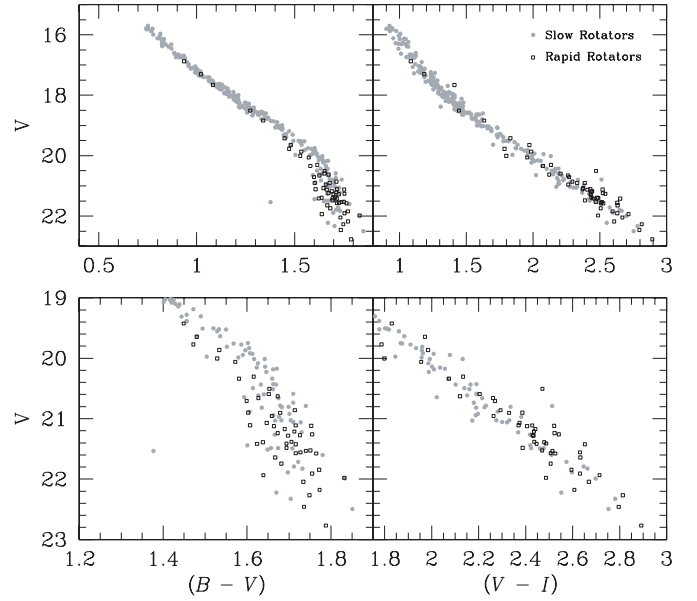 16
18
20
22
V
Slow Rotators
Rapid Rotators
0.5 1 1.5
1 1.5 2 2.5 3
19
20
21
22
23
V
1.2 1.4 1.6 1.8
2 2.2 2.4 2.6 2.8 3
(B − V)
(V − I)